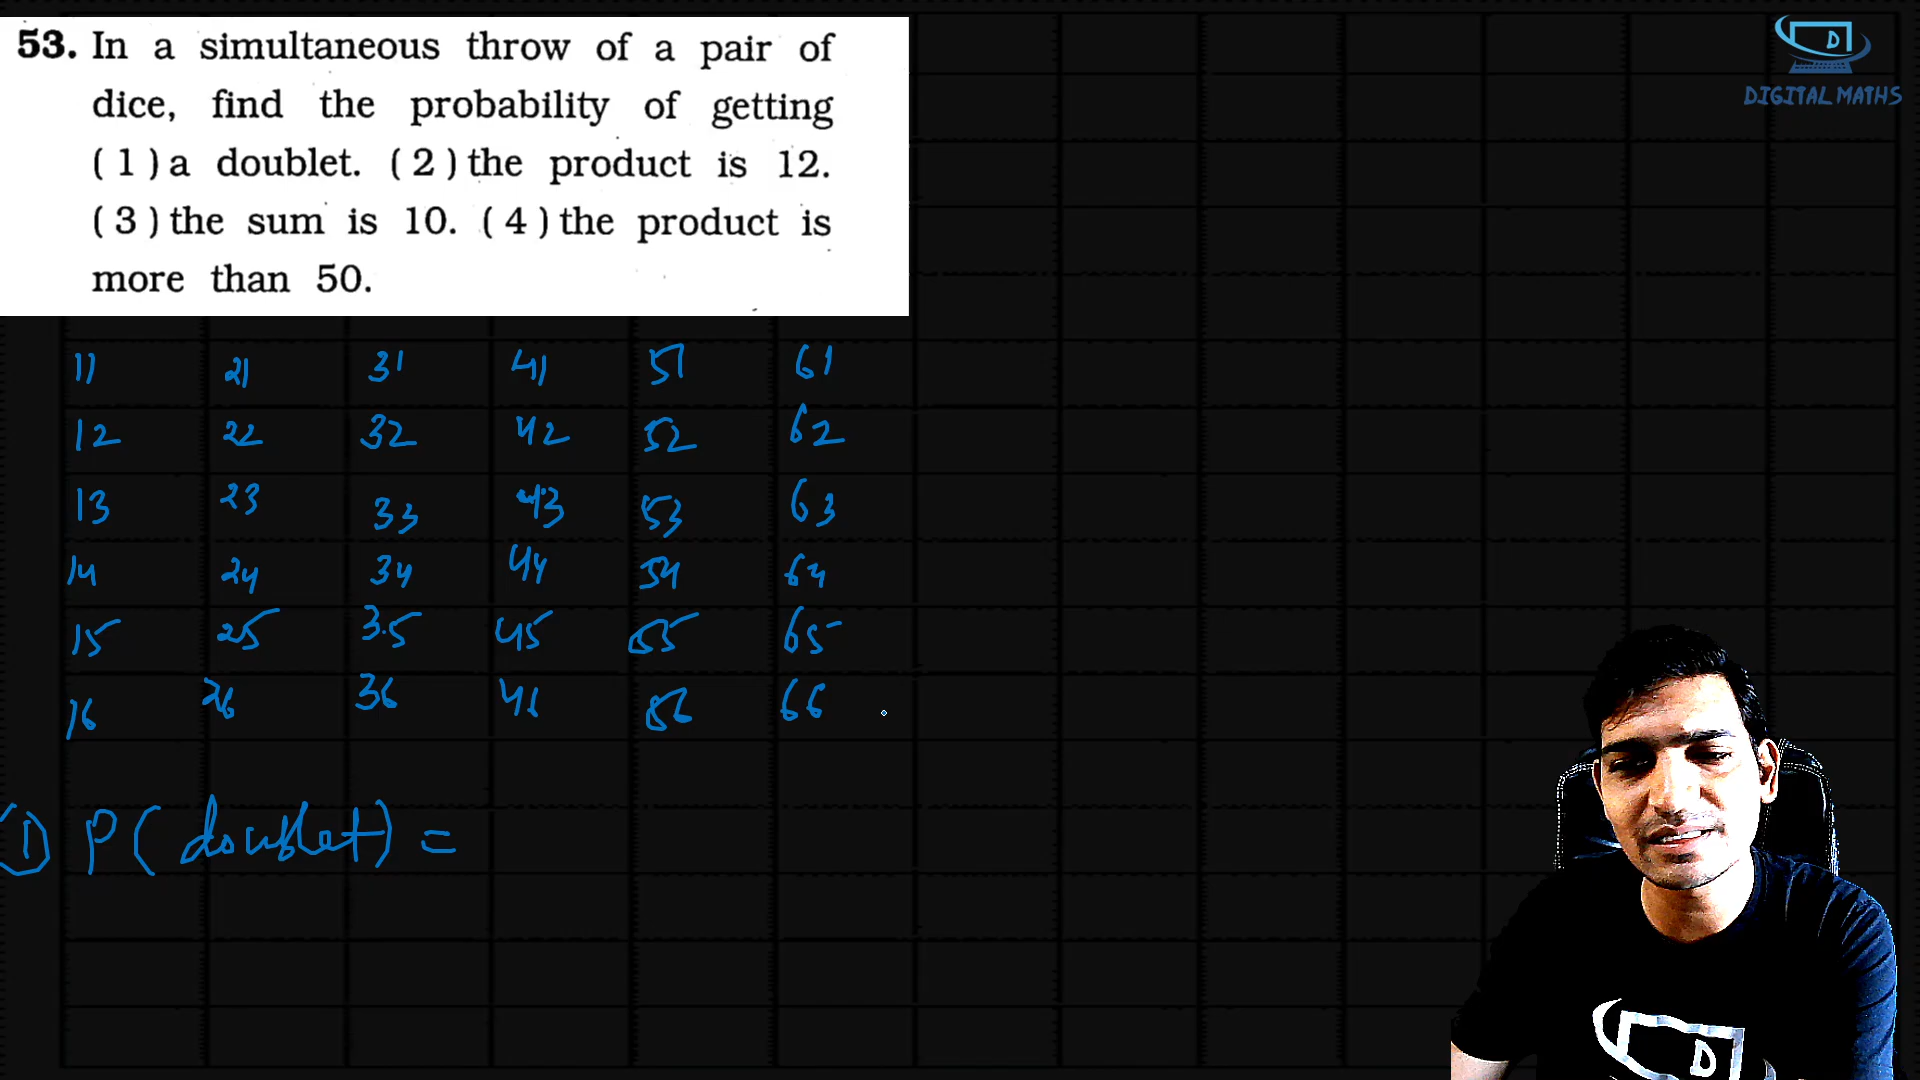 53. In a simultaneous throw of a pair of
dice, find the probability of getting
(1) a doublet. (2) the product is 12.
(3) the sum is 10. (4) the product is
more than 50.
D
DIGITAL MATHS
11 21 31 41 51 61
12 22 32 42 52 62
13 23 33 43 53 63
14 24 34 44 54 64
15 25 3.5 45 55 65
16 26 36 46 56 66
(1) P(doublet) =
D